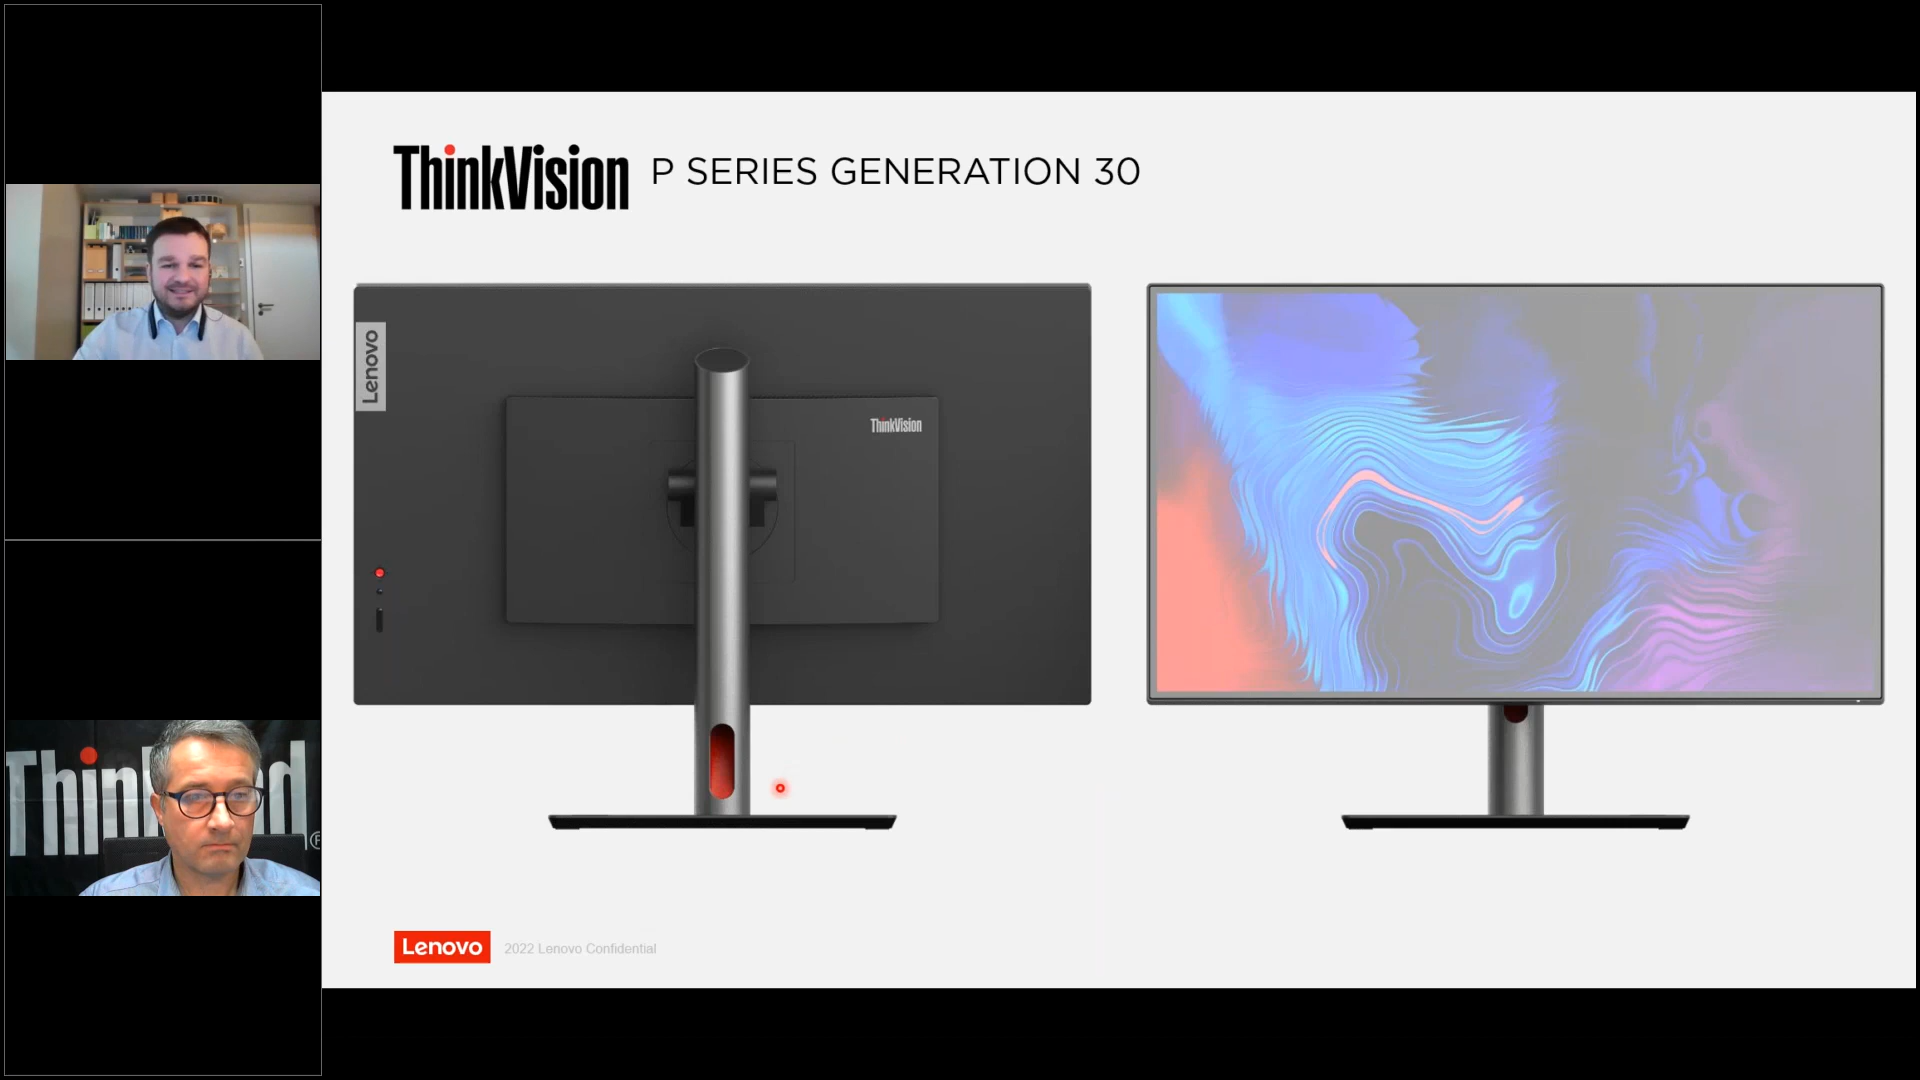 ThinkVision P SERIES GENERATION 30
Lenovo
ThinkVision
Lenovo 2022 Lenovo Confidential